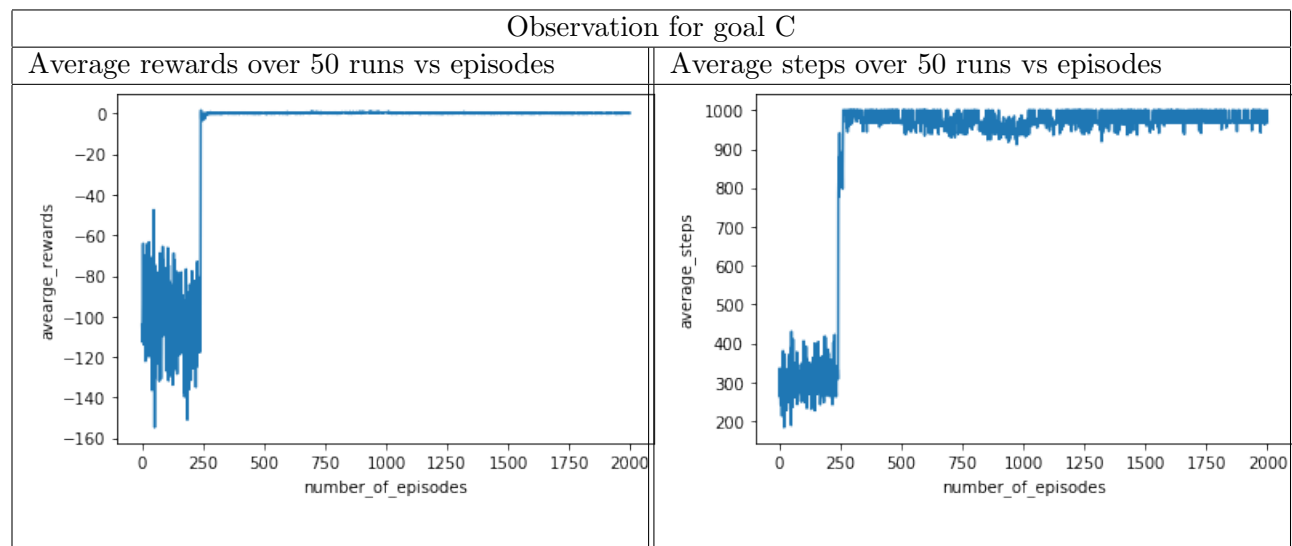 Observation for goal C
Average rewards over 50 runs vs episodes
Average steps over 50 runs vs episodes
0
−20
−40
−60
−80
−100
−120
−140
−160
avearge_rewards
0 250 500 750 1000 1250 1500 1750 2000
number_of_episodes
1000
900
800
700
600
500
400
300
200
average_steps
0 250 500 750 1000 1250 1500 1750 2000
number_of_episodes